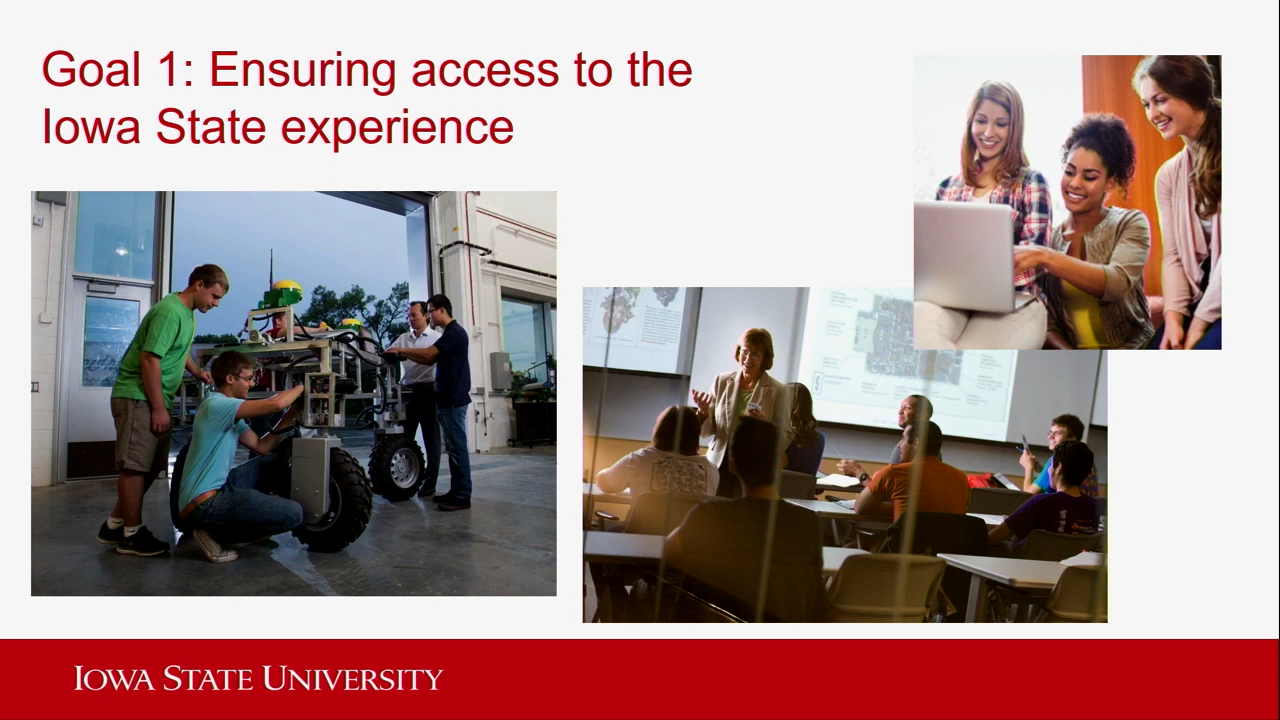 Goal 1: Ensuring access to the
Iowa State experience
IOWA STATE UNIVERSITY